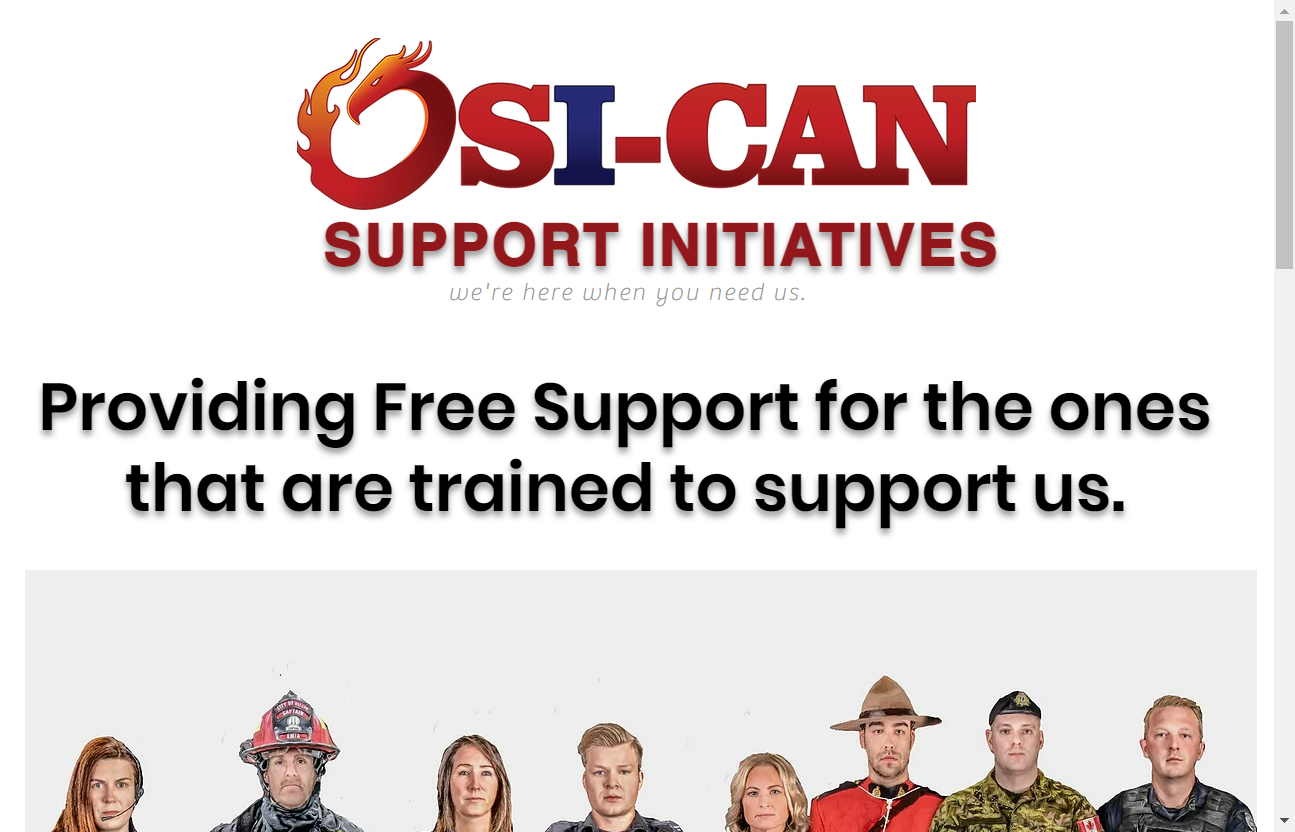 OSI-CAN
SUPPORT INITIATIVES
we're here when you need us.
Providing Free Support for the ones
that are trained to support us.
CAPTAIN